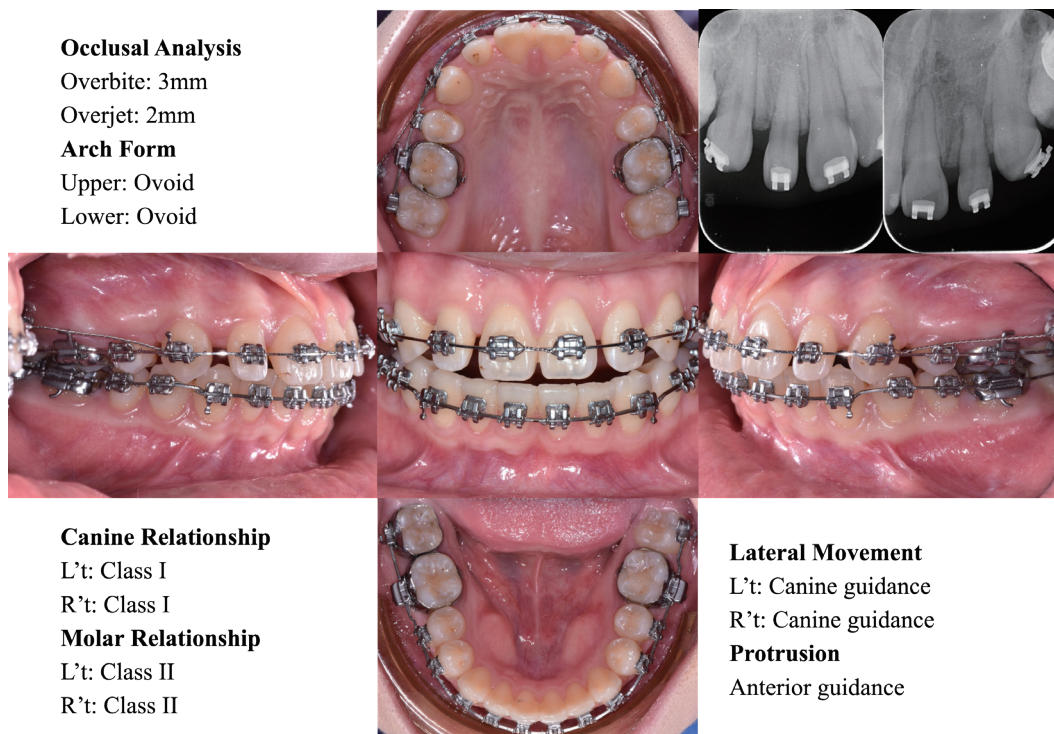 Occlusal Analysis
Overbite: 3mm
Overjet: 2mm
Arch Form
Upper: Ovoid
Lower: Ovoid
Canine Relationship
L’t: Class I
R’t: Class I
Molar Relationship
L’t: Class II
R’t: Class II
Lateral Movement
L’t: Canine guidance
R’t: Canine guidance
Protrusion
Anterior guidance